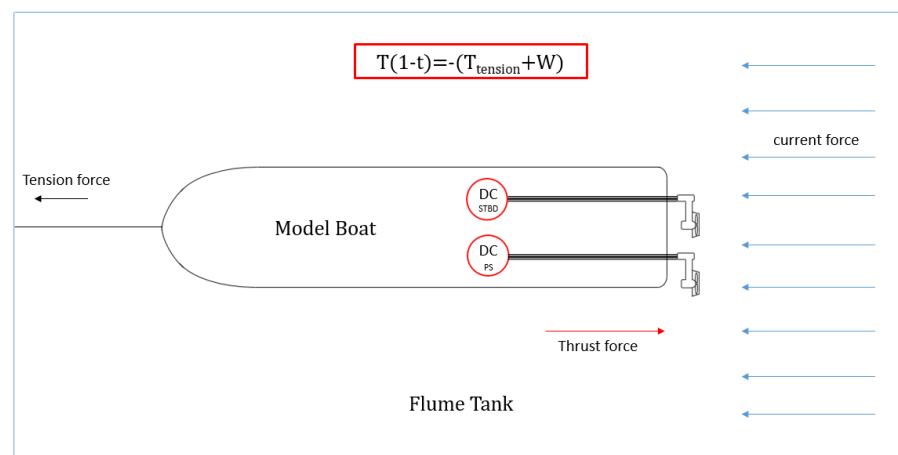 T(1-t)=-(Ttension+W)
current force
Tension force
DC
STBD
Model Boat
DC
PS
Thrust force
Flume Tank